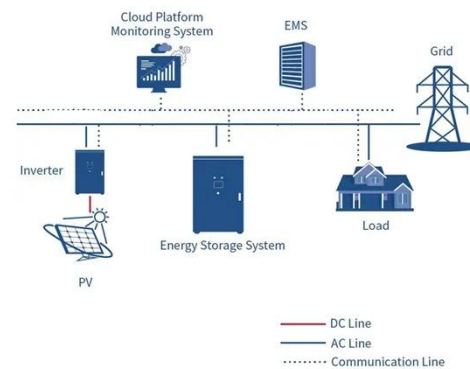 Cloud Platform
Monitoring System
EMS
Grid
Inverter
Energy Storage System
Load
PV
DC Line
AC Line
Communication Line